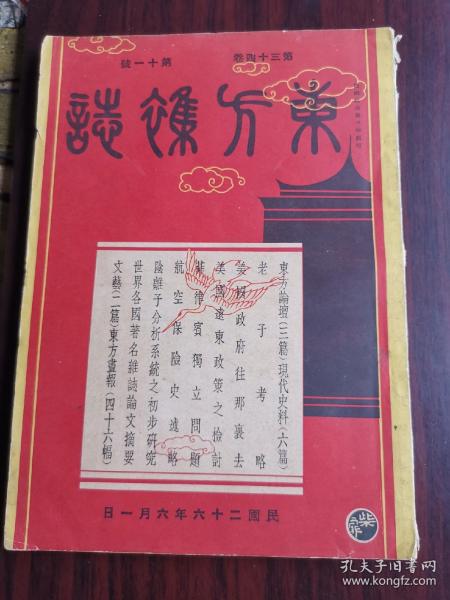 第三十四卷 第十一號
東方雜誌
東方論壇(三篇)現代史料(六篇)
老子考略
政府往那裏去
美國遠東政策之檢討
菲律賓獨立問題
航空保險史述略
陰離子分析系統之初步研究
世界各國著名雜誌論文摘要
文藝(二篇)東方畫報(四十六幅)
民國二十六年六月一日
孔夫子旧书网
www.kongfz.com